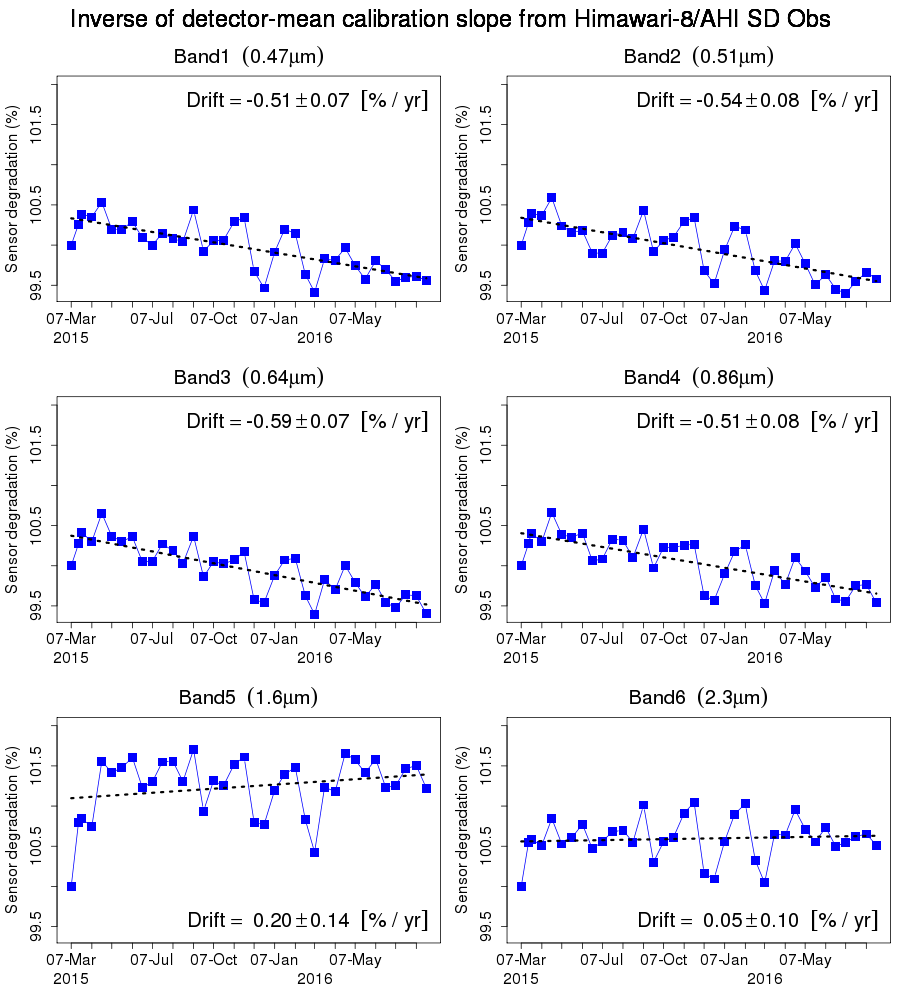 Inverse of detector-mean calibration slope from Himawari-8/AHI SD Obs
Band1 (0.47μm)
Drift = -0.51±0.07 [% / yr]
Sensor degradation (%)
101.5
100.5
99.5
07-Mar 07-Jul 07-Oct 07-Jan 07-May
2015 2016
Band2 (0.51μm)
Drift = -0.54±0.08 [% / yr]
Sensor degradation (%)
101.5
100.5
99.5
07-Mar 07-Jul 07-Oct 07-Jan 07-May
2015 2016
Band3 (0.64μm)
Drift = -0.59±0.07 [% / yr]
Sensor degradation (%)
101.5
100.5
99.5
07-Mar 07-Jul 07-Oct 07-Jan 07-May
2015 2016
Band4 (0.86μm)
Drift = -0.51±0.08 [% / yr]
Sensor degradation (%)
101.5
100.5
99.5
07-Mar 07-Jul 07-Oct 07-Jan 07-May
2015 2016
Band5 (1.6μm)
Sensor degradation (%)
101.5
100.5
99.5
Drift = 0.20±0.14 [% / yr]
07-Mar 07-Jul 07-Oct 07-Jan 07-May
2015 2016
Band6 (2.3μm)
Sensor degradation (%)
101.5
100.5
99.5
Drift = 0.05±0.10 [% / yr]
07-Mar 07-Jul 07-Oct 07-Jan 07-May
2015 2016